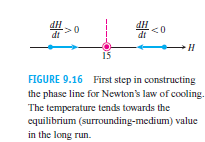 dH/dt > 0
dH/dt < 0
H
15
FIGURE 9.16 First step in constructing
the phase line for Newton's law of cooling.
The temperature tends towards the
equilibrium (surrounding-medium) value
in the long run.